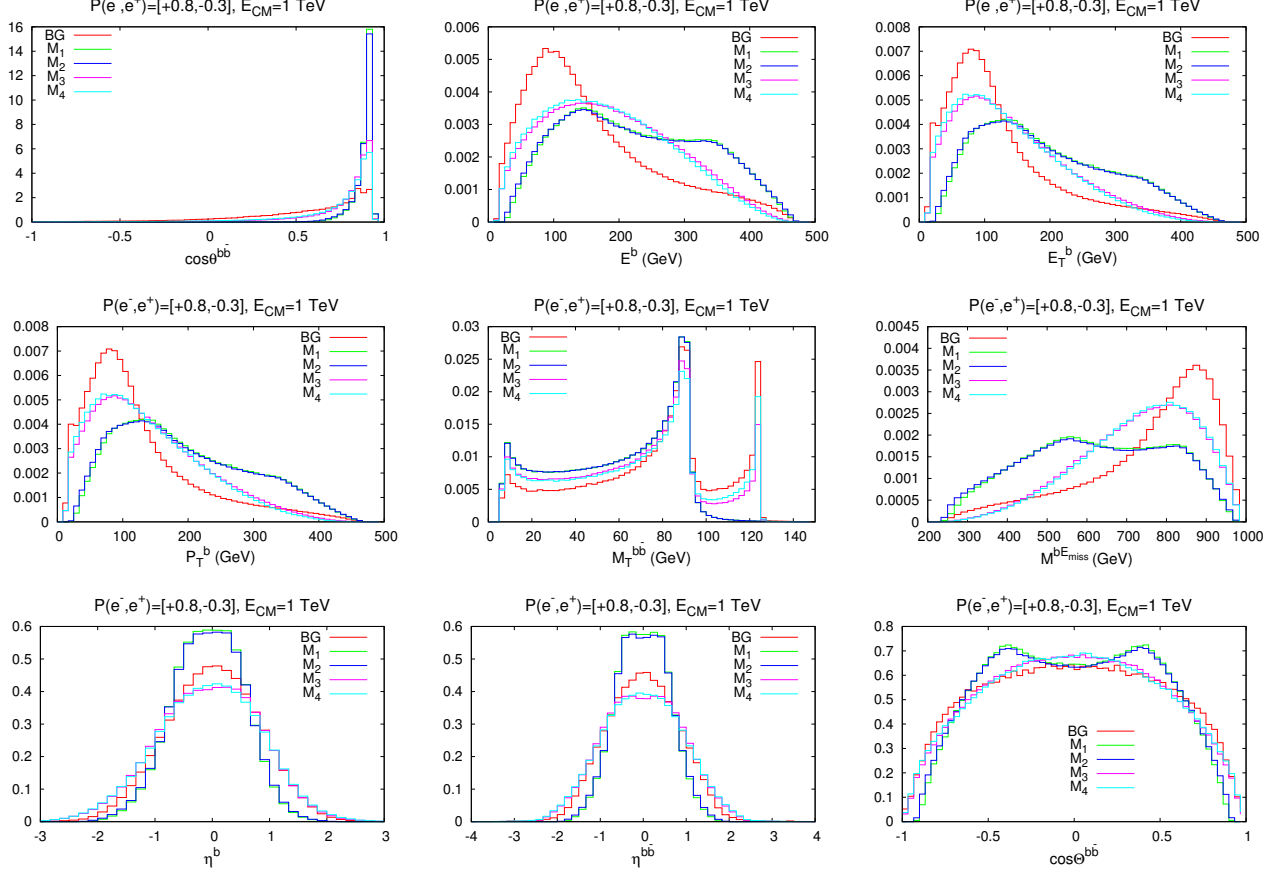 P(e⁻,e⁺)=[+0.8,-0.3], E_CM=1 TeV
16
14
12
10
8
6
4
2
0
BG
M₁
M₂
M₃
M₄
-1 -0.5 0 0.5 1
cosθ^bb̄
P(e⁻,e⁺)=[+0.8,-0.3], E_CM=1 TeV
0.006
0.005
0.004
0.003
0.002
0.001
0
BG
M₁
M₂
M₃
M₄
0 100 200 300 400 500
E^b (GeV)
P(e⁻,e⁺)=[+0.8,-0.3], E_CM=1 TeV
0.008
0.007
0.006
0.005
0.004
0.003
0.002
0.001
0
BG
M₁
M₂
M₃
M₄
0 100 200 300 400 500
E_T^b (GeV)
P(e⁻,e⁺)=[+0.8,-0.3], E_CM=1 TeV
0.008
0.007
0.006
0.005
0.004
0.003
0.002
0.001
0
BG
M₁
M₂
M₃
M₄
0 100 200 300 400 500
P_T^b (GeV)
P(e⁻,e⁺)=[+0.8,-0.3], E_CM=1 TeV
0.03
0.025
0.02
0.015
0.01
0.005
0
BG
M₁
M₂
M₃
M₄
0 20 40 60 80 100 120 140
M_T^bb̄ (GeV)
P(e⁻,e⁺)=[+0.8,-0.3], E_CM=1 TeV
0.0045
0.004
0.0035
0.003
0.0025
0.002
0.0015
0.001
0.0005
0
BG
M₁
M₂
M₃
M₄
200 300 400 500 600 700 800 900 1000
M^bE_miss (GeV)
P(e⁻,e⁺)=[+0.8,-0.3], E_CM=1 TeV
0.6
0.5
0.4
0.3
0.2
0.1
0
BG
M₁
M₂
M₃
M₄
-3 -2 -1 0 1 2 3
η^b
P(e⁻,e⁺)=[+0.8,-0.3], E_CM=1 TeV
0.6
0.5
0.4
0.3
0.2
0.1
0
BG
M₁
M₂
M₃
M₄
-4 -3 -2 -1 0 1 2 3 4
η^bb̄
P(e⁻,e⁺)=[+0.8,-0.3], E_CM=1 TeV
0.8
0.7
0.6
0.5
0.4
0.3
0.2
0.1
0
BG
M₁
M₂
M₃
M₄
-1 -0.5 0 0.5 1
cosΘ^bb̄